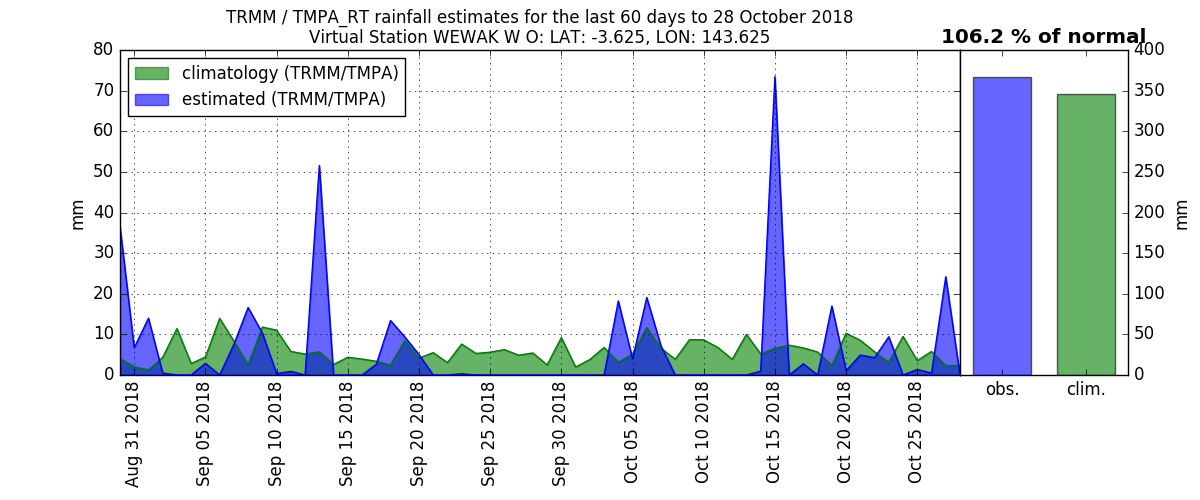 TRMM / TMPA_RT rainfall estimates for the last 60 days to 28 October 2018
Virtual Station WEWAK W O: LAT: -3.625, LON: 143.625
106.2 % of normal
climatology (TRMM/TMPA)
estimated (TRMM/TMPA)
mm
80
70
60
50
40
30
20
10
0
Aug 31 2018
Sep 05 2018
Sep 10 2018
Sep 15 2018
Sep 20 2018
Sep 25 2018
Sep 30 2018
Oct 05 2018
Oct 10 2018
Oct 15 2018
Oct 20 2018
Oct 25 2018
obs.
clim.
400
350
300
250
200
150
100
50
0
mm